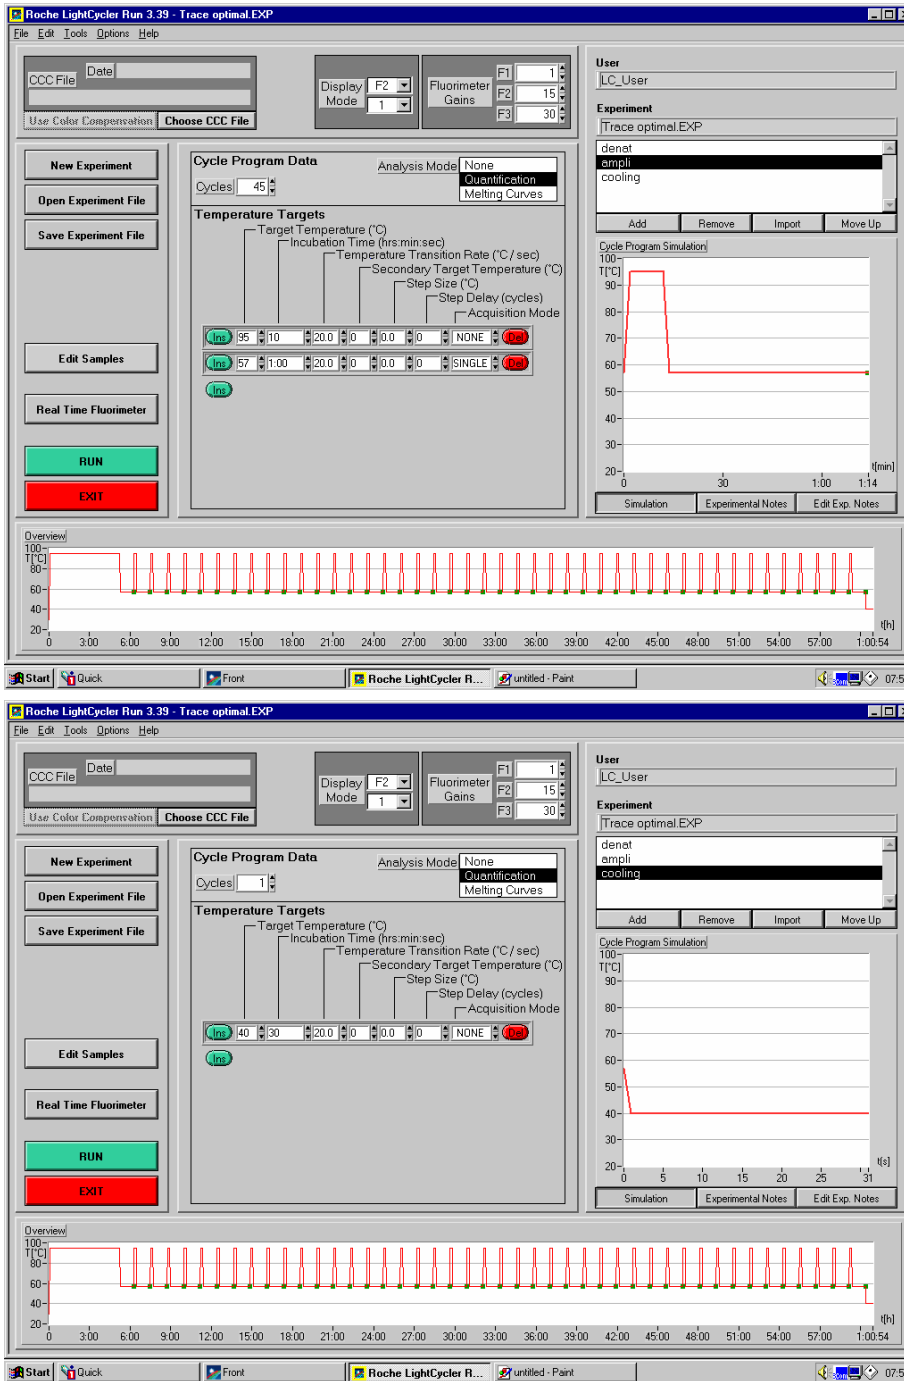 Roche LightCycler Run 3.39 - Trace optimal.EXP
File Edit Tools Options Help
CCC File
Date
Use Color Compensation
Choose CCC File
Display Mode
F2
1
Fluorimeter Gains
F1 1
F2 15
F3 30
User
LC_User
Experiment
Trace optimal.EXP
denat
ampli
cooling
Add Remove Import Move Up
New Experiment
Open Experiment File
Save Experiment File
Edit Samples
Real Time Fluorimeter
RUN
EXIT
Cycle Program Data
Cycles 45
Analysis Mode
None
Quantification
Melting Curves
Temperature Targets
Target Temperature (°C)
Incubation Time (hrs:min:sec)
Temperature Transition Rate (°C / sec)
Secondary Target Temperature (°C)
Step Size (°C)
Step Delay (cycles)
Acquisition Mode
Ins 95 10 20.0 0 0.0 0 NONE Del
Ins 57 1:00 20.0 0 0.0 0 SINGLE Del
Ins
Cycle Program Simulation
100-
T[°C]
90-
80-
70-
60-
50-
40-
30-
20-
0 30 1:00 1:14
t[min]
Simulation Experimental Notes Edit Exp. Notes
Overview
100-
T[°C]
80-
60-
40-
20-
0 3:00 6:00 9:00 12:00 15:00 18:00 21:00 24:00 27:00 30:00 33:00 36:00 39:00 42:00 45:00 48:00 51:00 54:00 57:00 1:00:54
t[h]
Start Quick Front Roche LightCycler R... untitled - Paint 07:5
Roche LightCycler Run 3.39 - Trace optimal.EXP
File Edit Tools Options Help
CCC File
Date
Use Color Compensation
Choose CCC File
Display Mode
F2
1
Fluorimeter Gains
F1 1
F2 15
F3 30
User
LC_User
Experiment
Trace optimal.EXP
denat
ampli
cooling
Add Remove Import Move Up
New Experiment
Open Experiment File
Save Experiment File
Edit Samples
Real Time Fluorimeter
RUN
EXIT
Cycle Program Data
Cycles 1
Analysis Mode
None
Quantification
Melting Curves
Temperature Targets
Target Temperature (°C)
Incubation Time (hrs:min:sec)
Temperature Transition Rate (°C / sec)
Secondary Target Temperature (°C)
Step Size (°C)
Step Delay (cycles)
Acquisition Mode
Ins 40 30 20.0 0 0.0 0 NONE Del
Ins
Cycle Program Simulation
100-
T[°C]
90-
80-
70-
60-
50-
40-
30-
20-
0 5 10 15 20 25 31
t[s]
Simulation Experimental Notes Edit Exp. Notes
Overview
100-
T[°C]
80-
60-
40-
20-
0 3:00 6:00 9:00 12:00 15:00 18:00 21:00 24:00 27:00 30:00 33:00 36:00 39:00 42:00 45:00 48:00 51:00 54:00 57:00 1:00:54
t[h]
Start Quick Front Roche LightCycler R... untitled - Paint 07:5